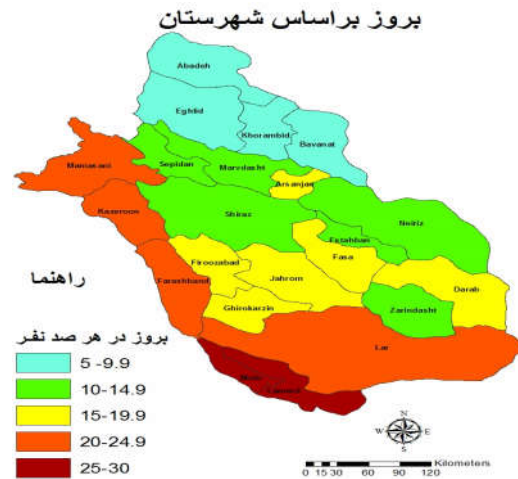 بروز براساس شهرستان
Abadeh
Eghlid
Khorambid
Bavanat
Mamasani
Sepidan
Marvdasht
Arsanjan
Kazeroon
Shiraz
Neiriz
Estahban
Firoozabad
Fasa
Farashband
Jahrom
Darab
Ghirokarzin
Zarindasht
Lar
Lamerd
راهنما
بروز در هر صد نفر
5 -9.9
10-14.9
15-19.9
20-24.9
25-30
N
W
E
S
Kilometers
0 15 30 60 90 120